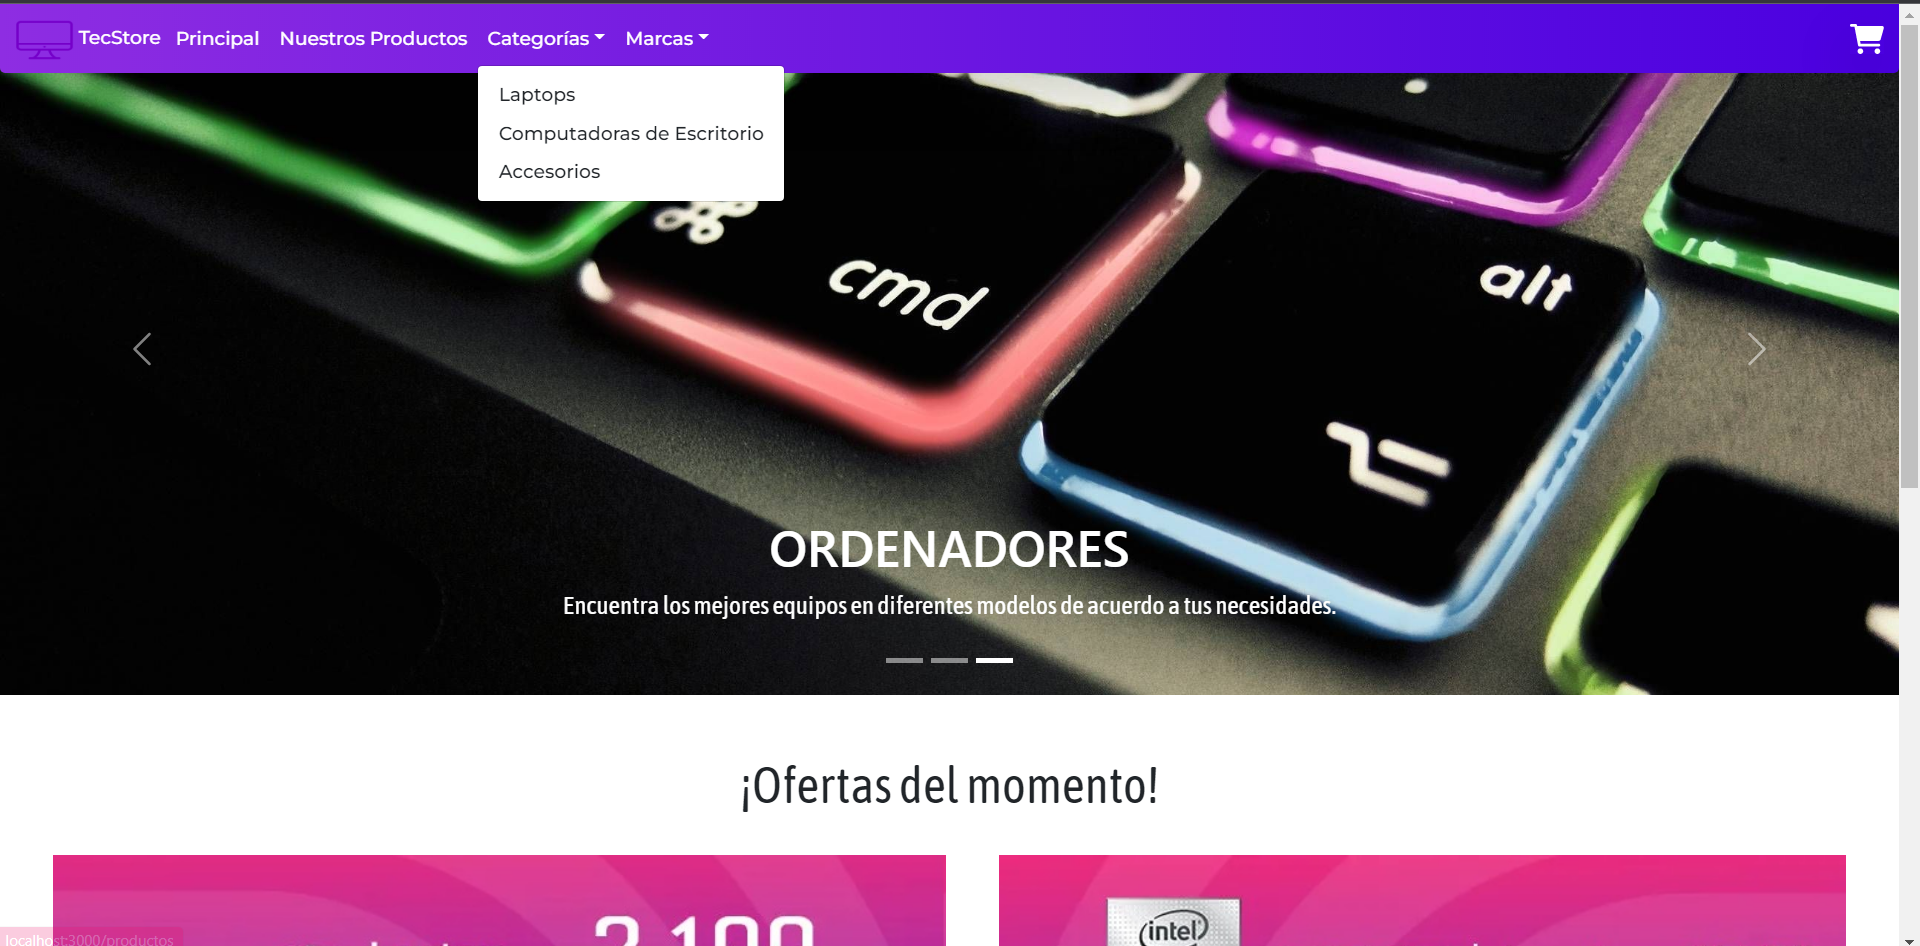 TecStore Principal Nuestros Productos Categorías Marcas
Laptops
Computadoras de Escritorio
Accesorios
cmd
alt
ORDENADORES
Encuentra los mejores equipos en diferentes modelos de acuerdo a tus necesidades.
¡Ofertas del momento!
intel
localhost:3000/productos